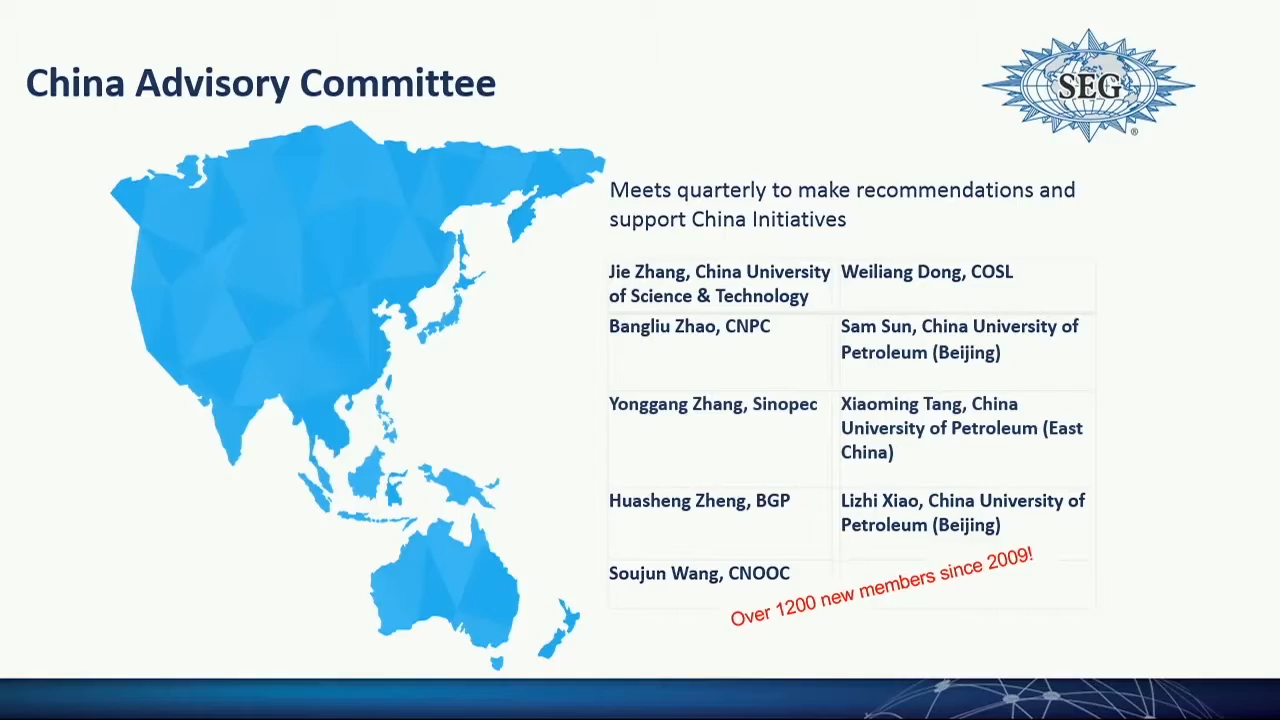 China Advisory Committee
SEG
®
Meets quarterly to make recommendations and
support China Initiatives
Jie Zhang, China University
of Science & Technology
Weiliang Dong, COSL
Bangliu Zhao, CNPC
Sam Sun, China University of
Petroleum (Beijing)
Yonggang Zhang, Sinopec
Xiaoming Tang, China
University of Petroleum (East
China)
Huasheng Zheng, BGP
Lizhi Xiao, China University of
Petroleum (Beijing)
Soujun Wang, CNOOC
Over 1200 new members since 2009!